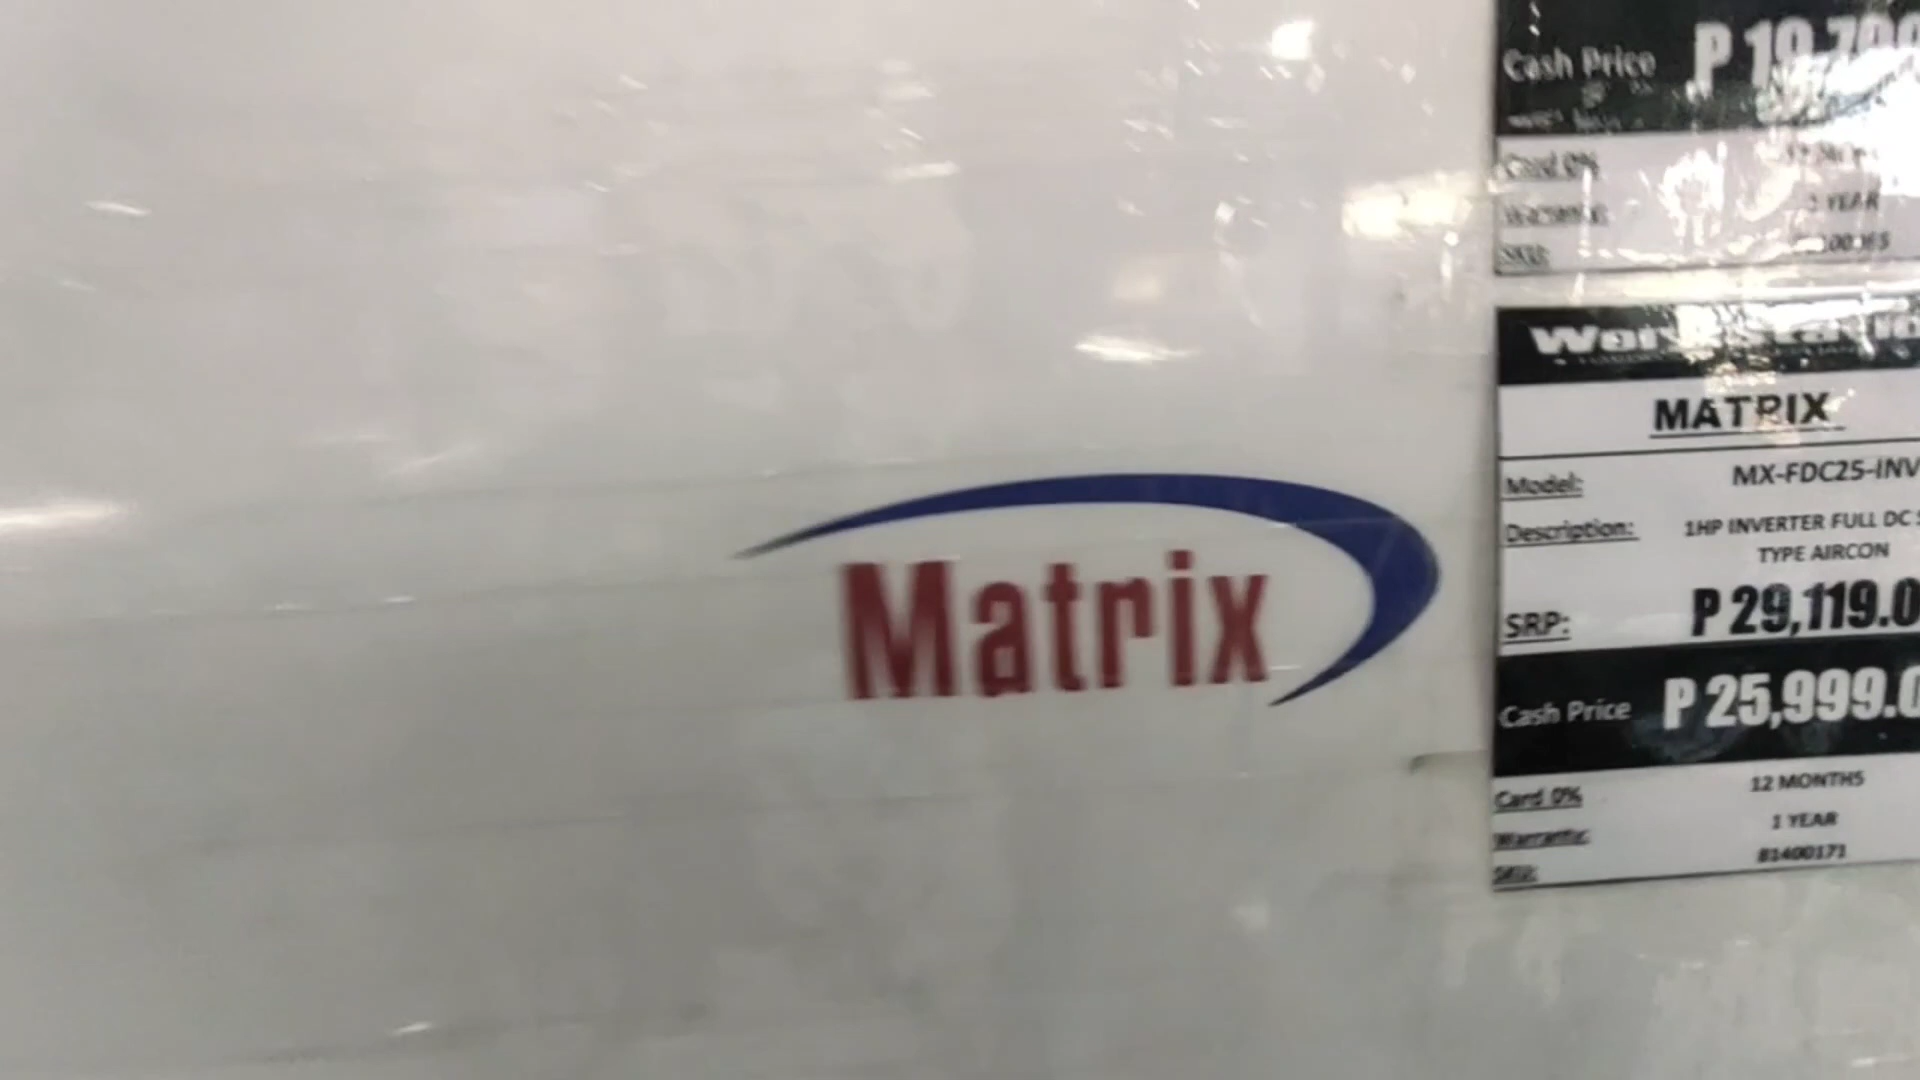 Matrix
Cash Price
Card 0%
1 YEAR
MATRIX
Model: MX-FDC25-INV
Description: 1HP INVERTER FULL DC
TYPE AIRCON
SRP: P 29,119.0
Cash Price P 25,999.0
Card 0% 12 MONTHS
Warranty: 1 YEAR
SKU: 81400171